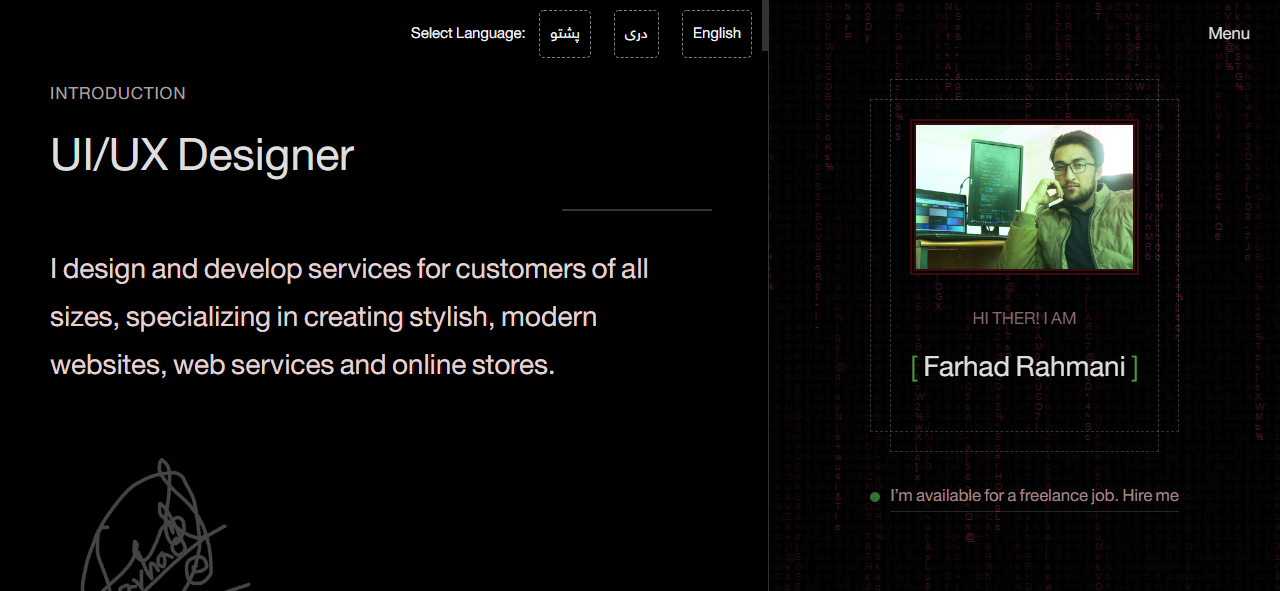 Select Language: پشتو دری English
Menu
INTRODUCTION
UI/UX Designer
I design and develop services for customers of all
sizes, specializing in creating stylish, modern
websites, web services and online stores.
HI THER! I AM
[ Farhad Rahmani ]
I'm available for a freelance job. Hire me